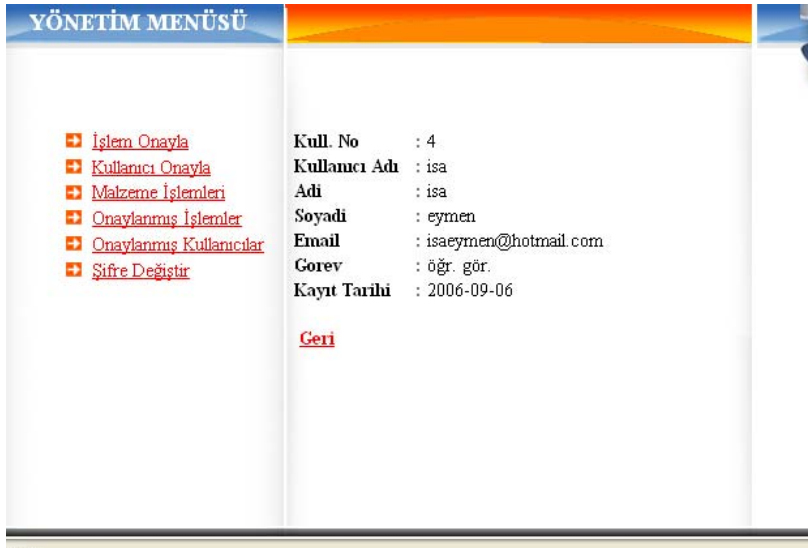 YÖNETİM MENÜSÜ
İşlem Onayla
Kullanıcı Onayla
Malzeme İşlemleri
Onaylanmış İşlemler
Onaylanmış Kullanıcılar
Şifre Değiştir
Kull. No : 4
Kullanıcı Adı : isa
Adi : isa
Soyadi : eymen
Email : isaeymen@hotmail.com
Gorev : öğr. gör.
Kayıt Tarihi : 2006-09-06
Geri